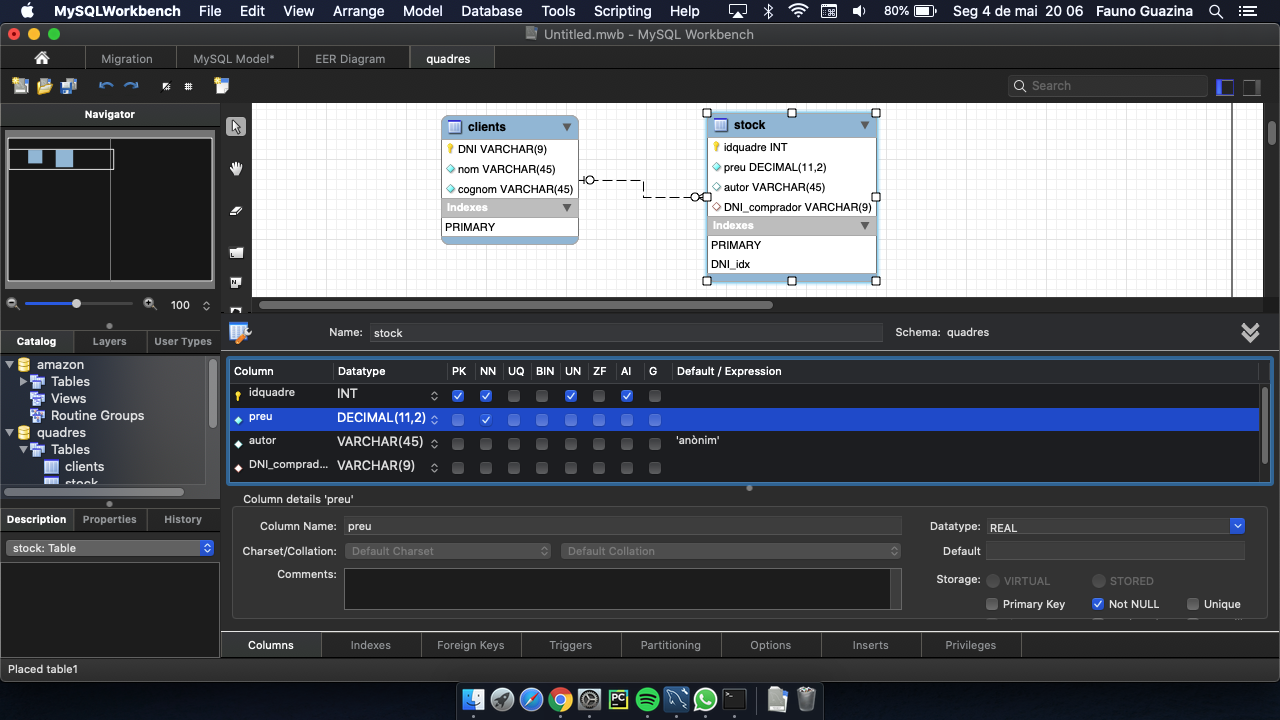 MySQLWorkbench File Edit View Arrange Model Database Tools Scripting Help 80% Seg 4 de mai 20 06 Fauno Guazina
Untitled.mwb - MySQL Workbench
Migration MySQL Model* EER Diagram quadres
Search
Navigator
100
Catalog Layers User Types
amazon
Tables
Views
Routine Groups
quadres
Tables
clients
stock
Description Properties History
stock: Table
clients
DNI VARCHAR(9)
nom VARCHAR(45)
cognom VARCHAR(45)
Indexes
PRIMARY
stock
idquadre INT
preu DECIMAL(11,2)
autor VARCHAR(45)
DNI_comprador VARCHAR(9)
Indexes
PRIMARY
DNI_idx
Name: stock Schema: quadres
Column Datatype PK NN UQ BIN UN ZF AI G Default / Expression
idquadre INT
preu DECIMAL(11,2)
autor VARCHAR(45) 'anònim'
DNI_comprad... VARCHAR(9)
Column details 'preu'
Column Name: preu Datatype: REAL
Charset/Collation: Default Charset Default Collation Default
Comments: Storage: VIRTUAL STORED
Primary Key Not NULL Unique
Columns Indexes Foreign Keys Triggers Partitioning Options Inserts Privileges
Placed table1
PC